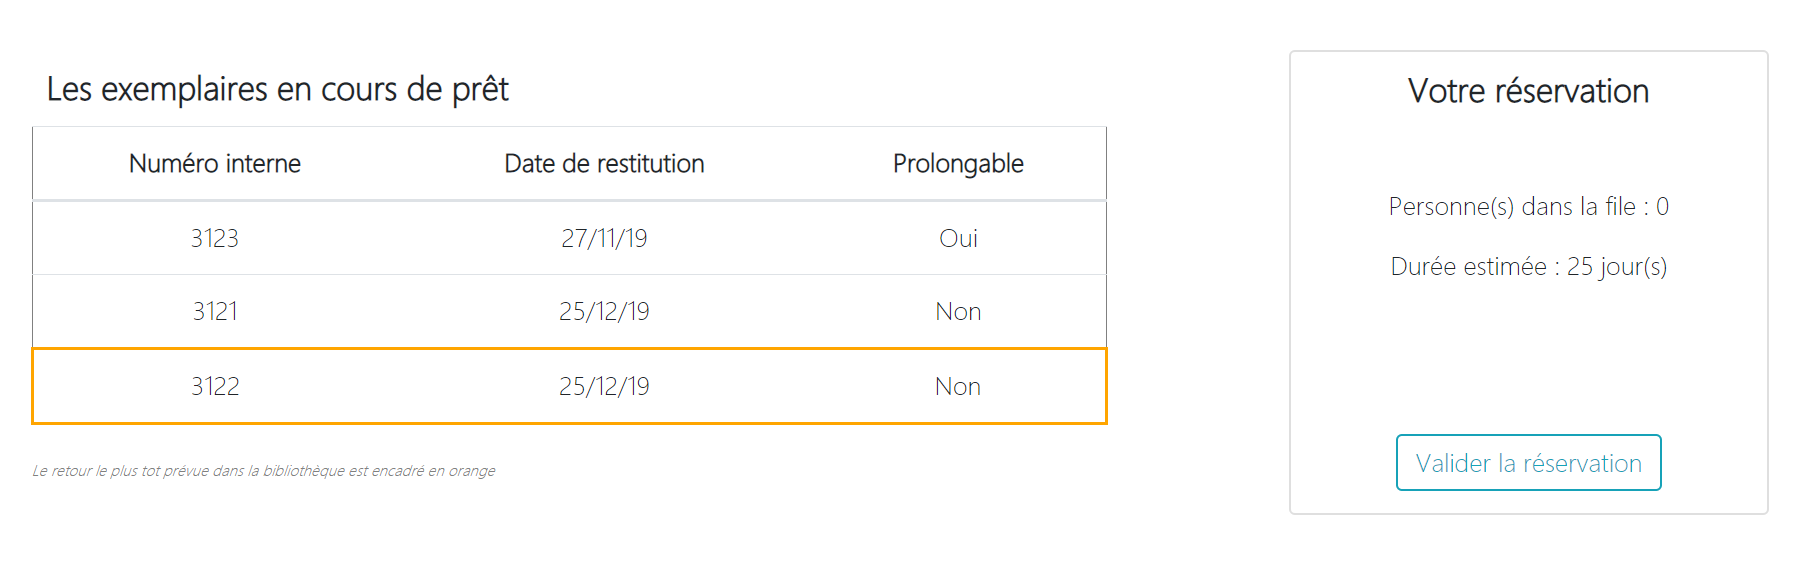 Les exemplaires en cours de prêt
Numéro interne Date de restitution Prolongable
3123 27/11/19 Oui
3121 25/12/19 Non
3122 25/12/19 Non
Le retour le plus tot prévue dans la bibliothèque est encadré en orange
Votre réservation
Personne(s) dans la file : 0
Durée estimée : 25 jour(s)
Valider la réservation